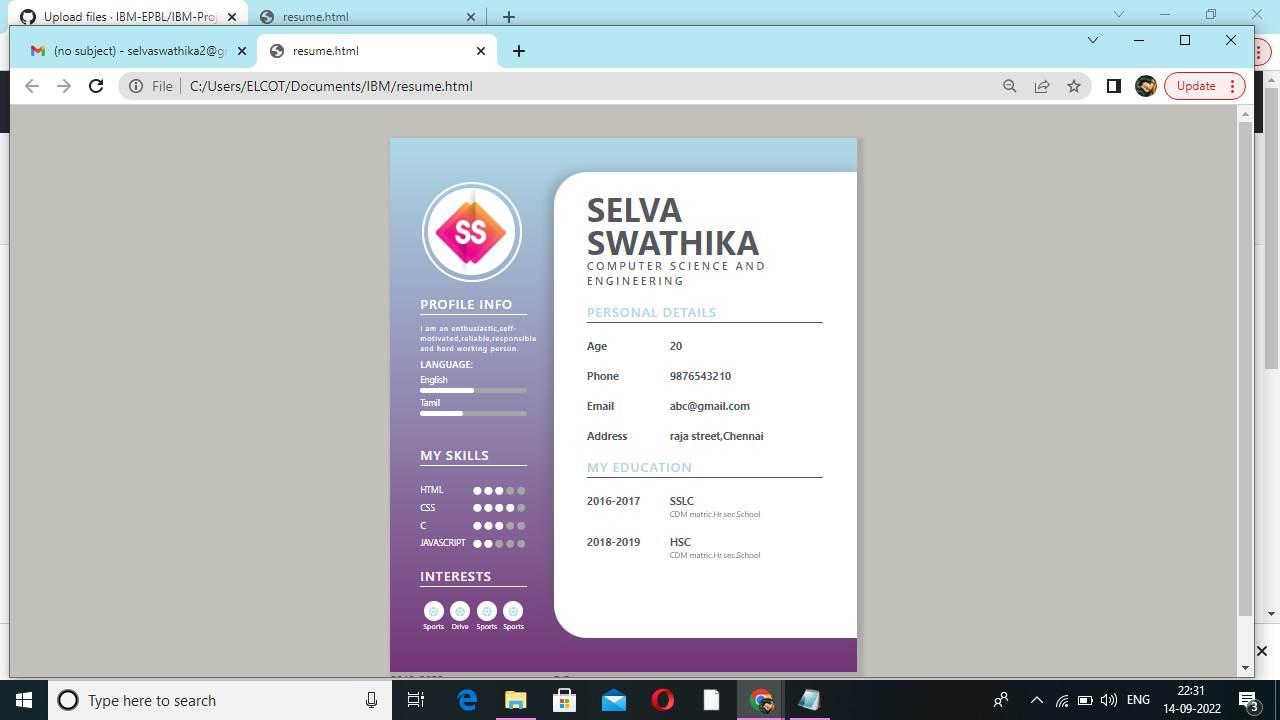 Upload files · IBM-EPBL/IBM-Proj
resume.html
(no subject) - selvaswathika2@gr
resume.html
File
C:/Users/ELCOT/Documents/IBM/resume.html
Update
SS
PROFILE INFO
I am an enthusiastic,self-
motivated,reliable,responsible
and hard working person.
LANGUAGE:
English
Tamil
MY SKILLS
HTML
CSS
C
JAVASCRIPT
INTERESTS
Sports Drive Sports Sports
SELVA
SWATHIKA
COMPUTER SCIENCE AND
ENGINEERING
PERSONAL DETAILS
Age 20
Phone 9876543210
Email abc@gmail.com
Address raja street,Chennai
MY EDUCATION
2016-2017 SSLC
CDM matric.Hr.sec.School
2018-2019 HSC
CDM matric.Hr.sec.School
Type here to search
ENG
22:31
14-09-2022
3